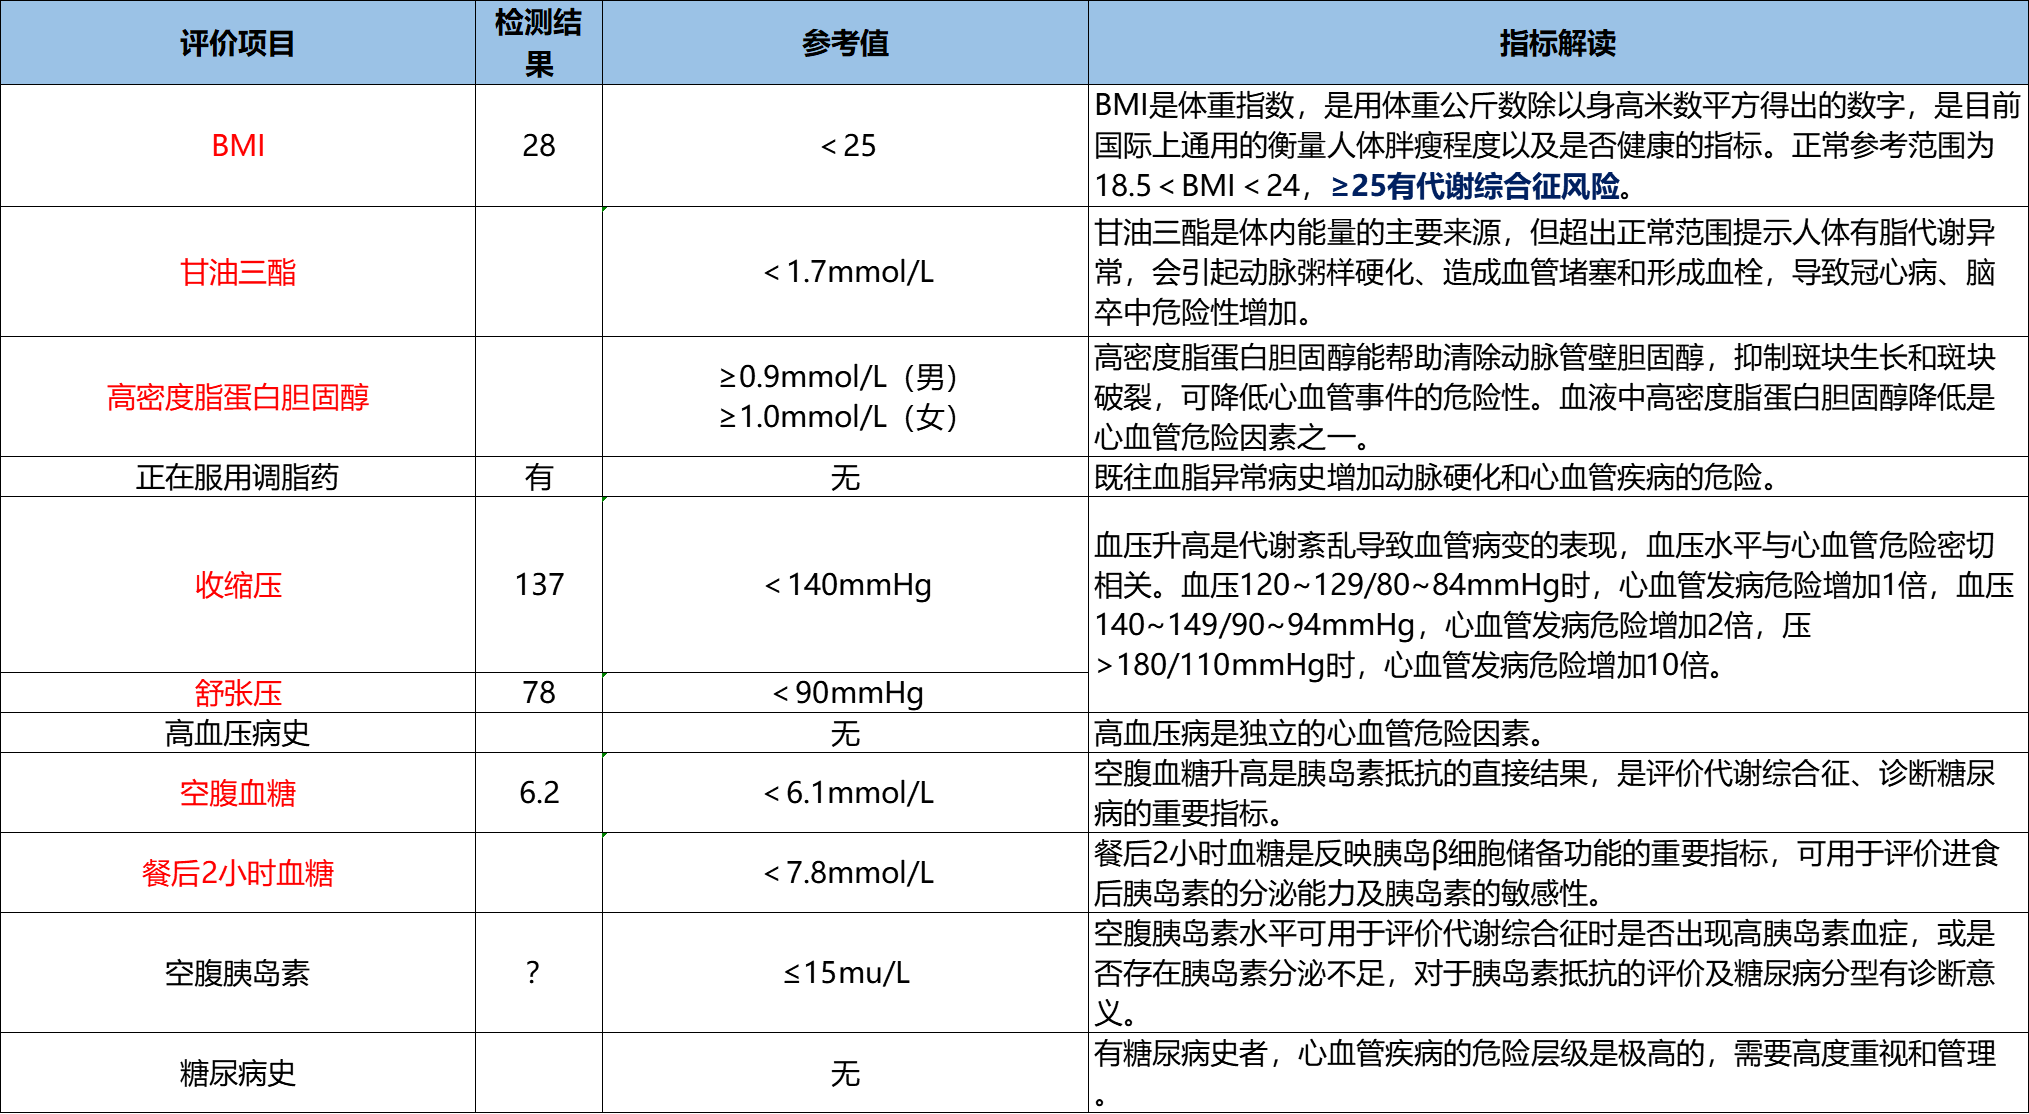 评价项目
检测结
果
参考值
指标解读
BMI
28
＜25
BMI是体重指数，是用体重公斤数除以身高米数平方得出的数字，是目前
国际上通用的衡量人体胖瘦程度以及是否健康的指标。正常参考范围为
18.5＜BMI＜24，≥25有代谢综合征风险。
甘油三酯
＜1.7mmol/L
甘油三酯是体内能量的主要来源，但超出正常范围提示人体有脂代谢异
常，会引起动脉粥样硬化、造成血管堵塞和形成血栓，导致冠心病、脑
卒中危险性增加。
高密度脂蛋白胆固醇
≥0.9mmol/L（男）
≥1.0mmol/L（女）
高密度脂蛋白胆固醇能帮助清除动脉管壁胆固醇，抑制斑块生长和斑块
破裂，可降低心血管事件的危险性。血液中高密度脂蛋白胆固醇降低是
心血管危险因素之一。
正在服用调脂药
有
无
既往血脂异常病史增加动脉硬化和心血管疾病的危险。
收缩压
137
＜140mmHg
血压升高是代谢紊乱导致血管病变的表现，血压水平与心血管危险密切
相关。血压120~129/80~84mmHg时，心血管发病危险增加1倍，血压
140~149/90~94mmHg，心血管发病危险增加2倍，压
>180/110mmHg时，心血管发病危险增加10倍。
舒张压
78
＜90mmHg
高血压病史
无
高血压病是独立的心血管危险因素。
空腹血糖
6.2
＜6.1mmol/L
空腹血糖升高是胰岛素抵抗的直接结果，是评价代谢综合征、诊断糖尿
病的重要指标。
餐后2小时血糖
＜7.8mmol/L
餐后2小时血糖是反映胰岛β细胞储备功能的重要指标，可用于评价进食
后胰岛素的分泌能力及胰岛素的敏感性。
空腹胰岛素
？
≤15mu/L
空腹胰岛素水平可用于评价代谢综合征时是否出现高胰岛素血症，或是
否存在胰岛素分泌不足，对于胰岛素抵抗的评价及糖尿病分型有诊断意
义。
糖尿病史
无
有糖尿病史者，心血管疾病的危险层级是极高的，需要高度重视和管理
。